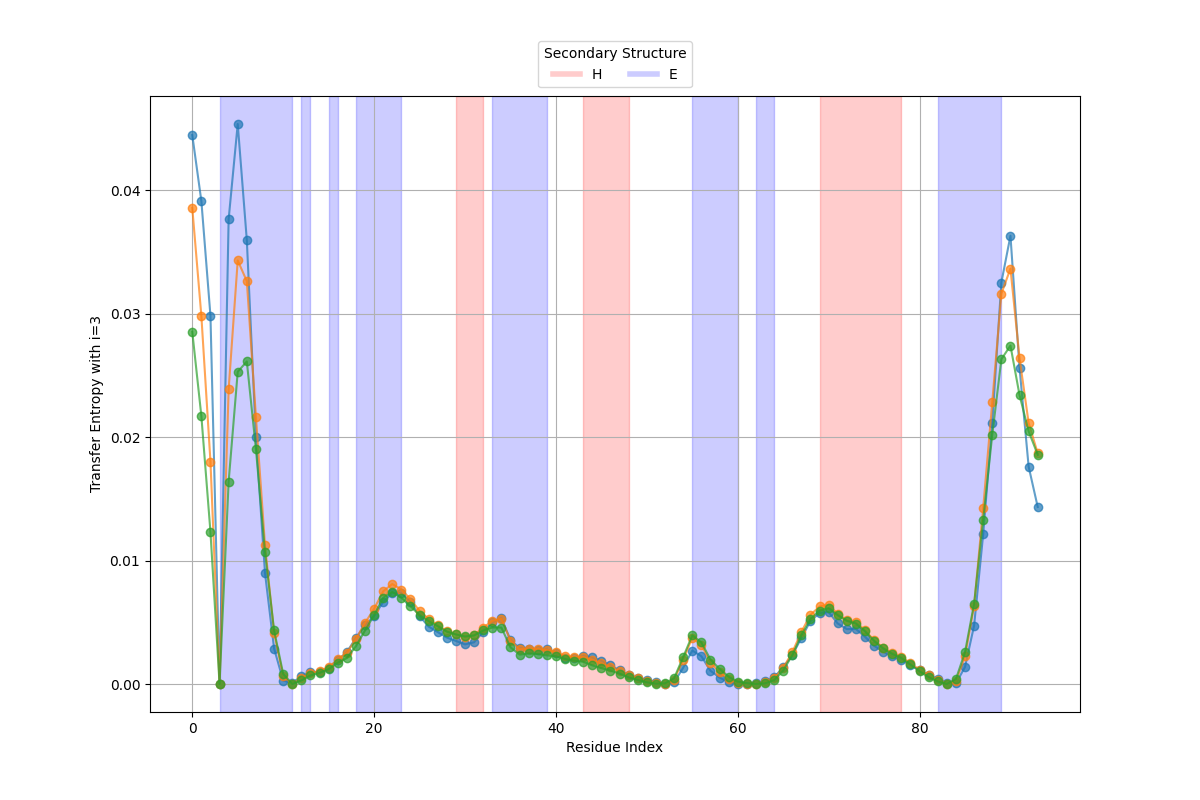 Secondary Structure
H E
0.04
0.03
0.02
0.01
0.00
Transfer Entropy with i=3
0 20 40 60 80
Residue Index